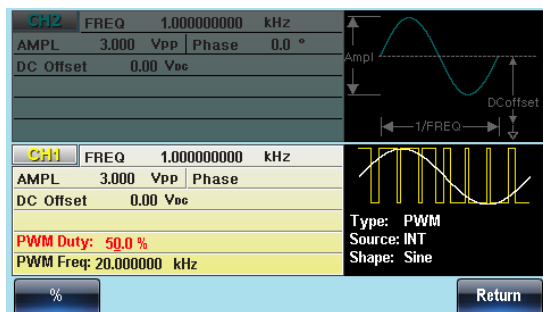 CH2 FREQ 1.000000000 kHz
AMPL 3.000 Vpp Phase 0.0 °
DC Offset 0.00 VDC
Ampl
DCoffset
1/FREQ
CH1 FREQ 1.000000000 kHz
AMPL 3.000 Vpp Phase
DC Offset 0.00 VDC
PWM Duty: 50.0 %
PWM Freq: 20.000000 kHz
Type: PWM
Source: INT
Shape: Sine
% Return